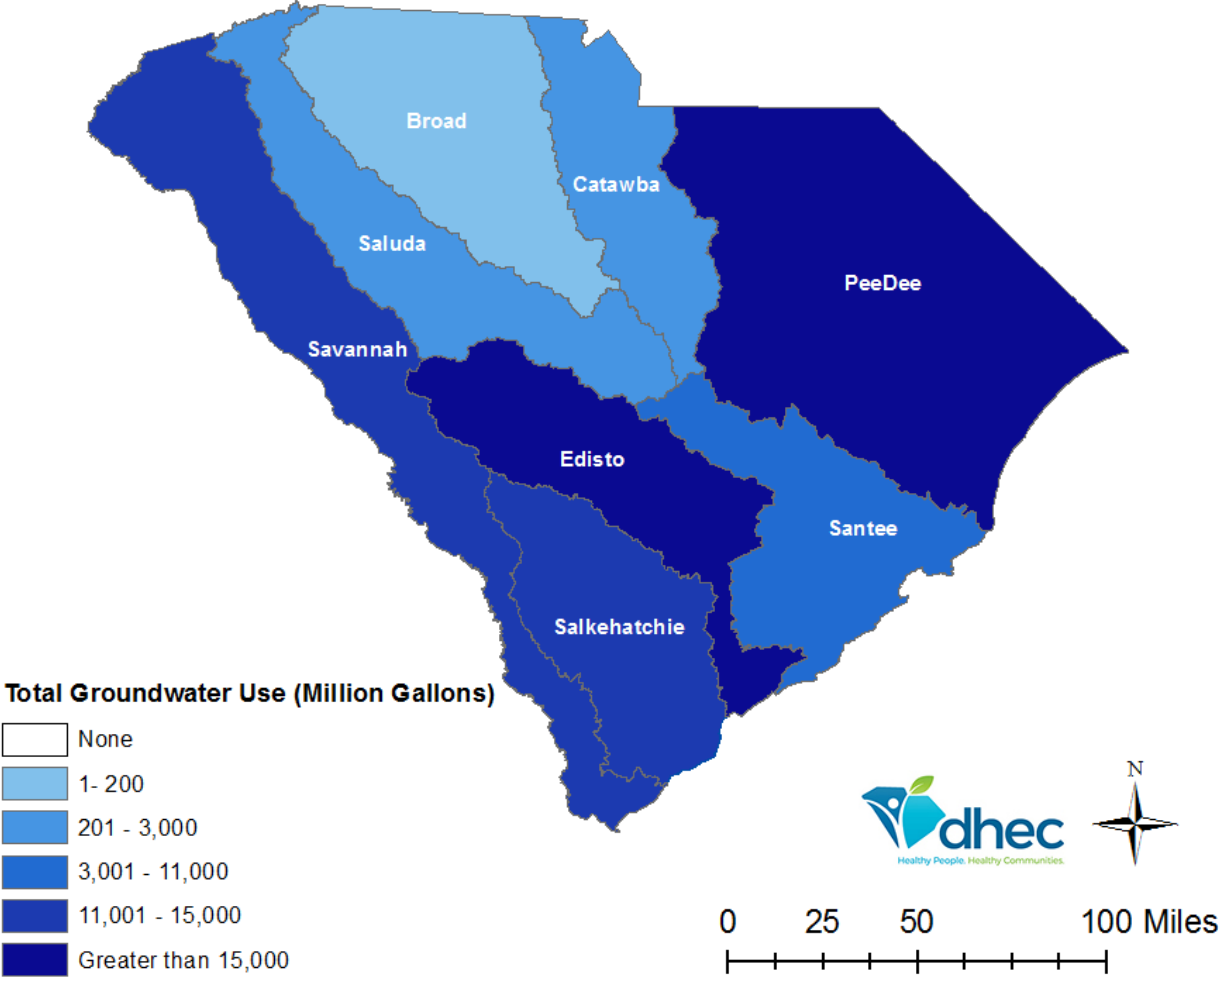 Broad
Catawba
Saluda
PeeDee
Savannah
Edisto
Santee
Salkehatchie
Total Groundwater Use (Million Gallons)
None
1- 200
201 - 3,000
3,001 - 11,000
11,001 - 15,000
Greater than 15,000
N
dhec
Healthy People. Healthy Communities.
0 25 50 100 Miles